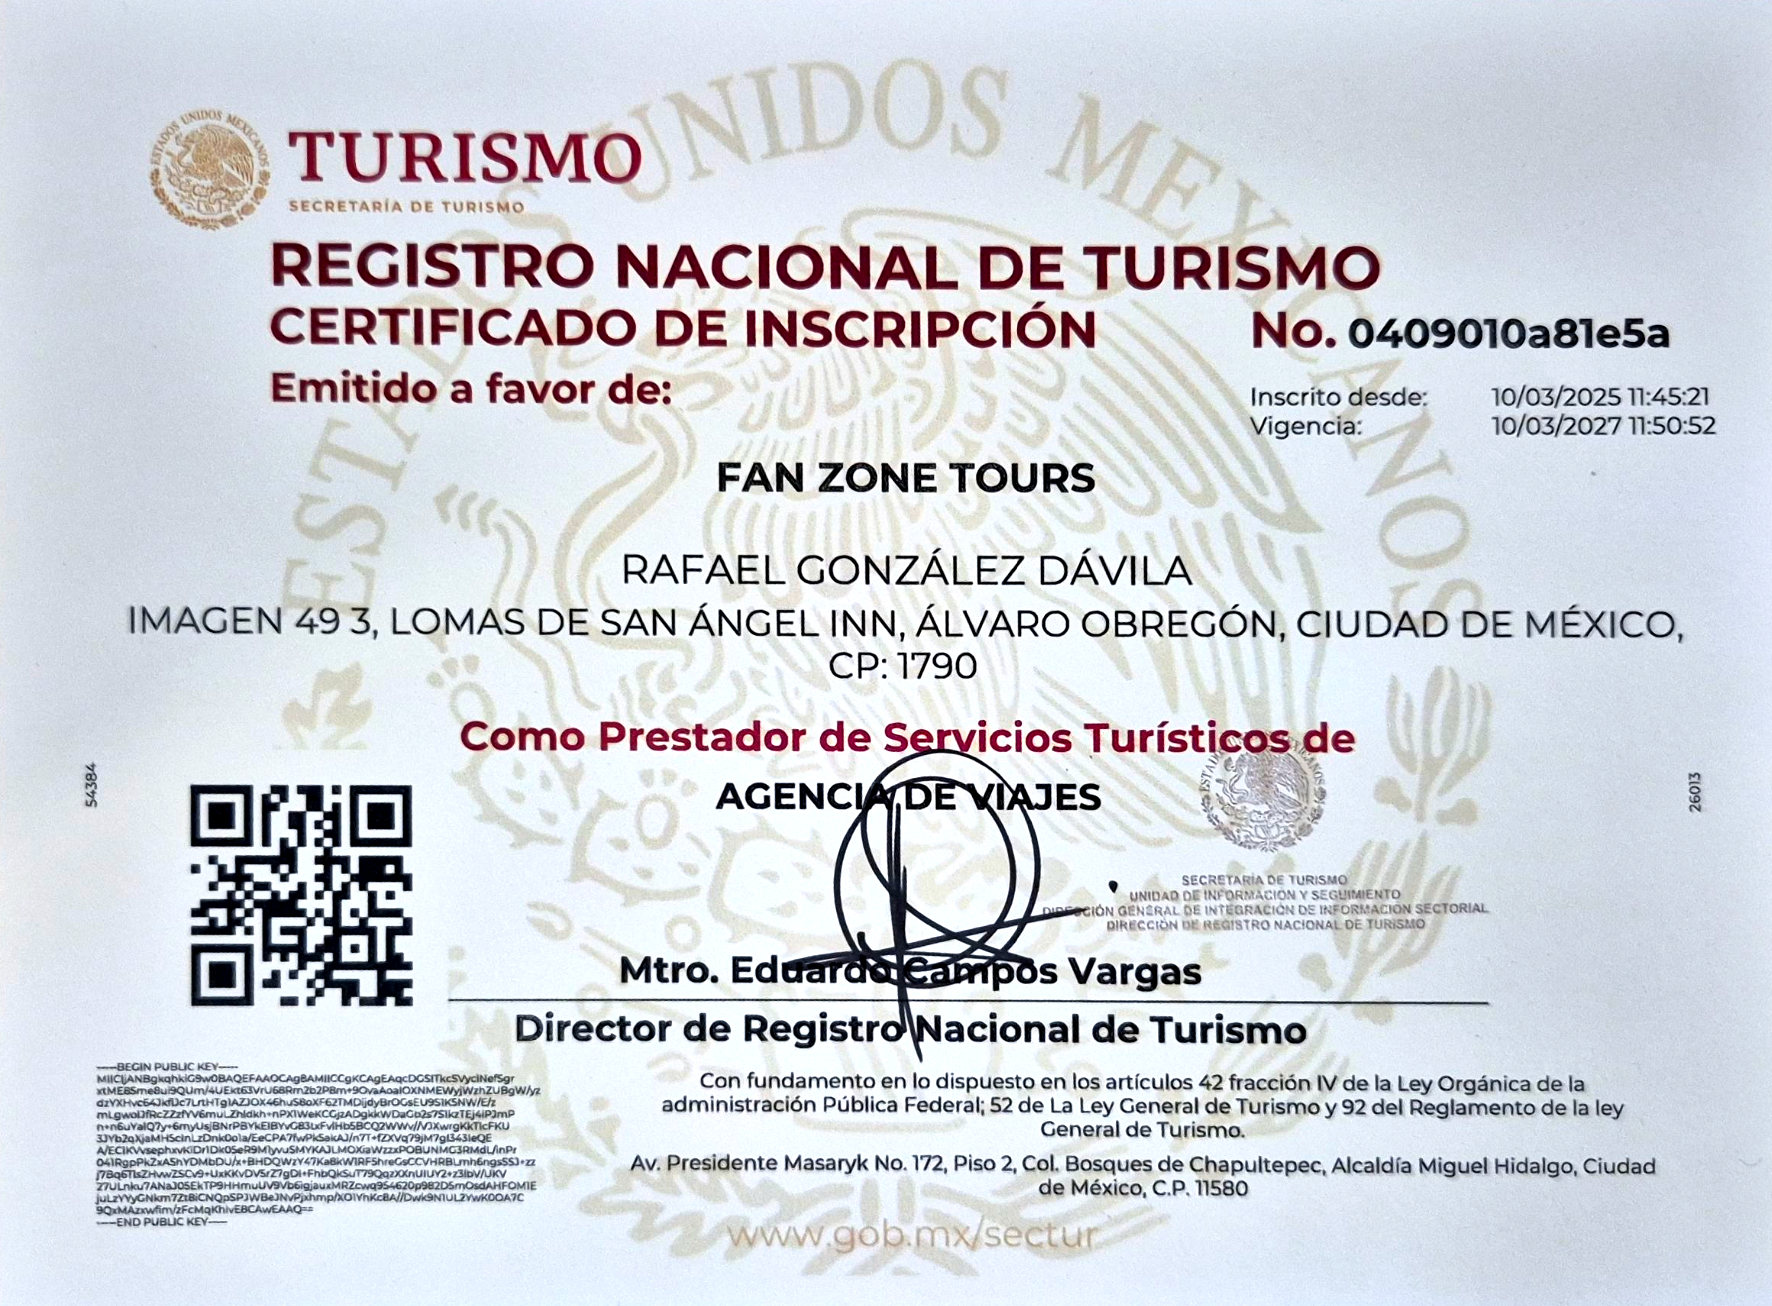 ESTADOS UNIDOS MEXICANOS
TURISMO
SECRETARÍA DE TURISMO
REGISTRO NACIONAL DE TURISMO
CERTIFICADO DE INSCRIPCIÓN
No. 0409010a81e5a
Emitido a favor de:
Inscrito desde: 10/03/2025 11:45:21
Vigencia: 10/03/2027 11:50:52
FAN ZONE TOURS
RAFAEL GONZÁLEZ DÁVILA
IMAGEN 49 3, LOMAS DE SAN ÁNGEL INN, ÁLVARO OBREGÓN, CIUDAD DE MÉXICO,
CP: 1790
Como Prestador de Servicios Turísticos de
AGENCIA DE VIAJES
54384
26013
ESTADOS UNIDOS MEXICANOS
SECRETARÍA DE TURISMO
UNIDAD DE INFORMACIÓN Y SEGUIMIENTO
DIRECCIÓN GENERAL DE INTEGRACIÓN DE INFORMACIÓN SECTORIAL
DIRECCIÓN DE REGISTRO NACIONAL DE TURISMO
Mtro. Eduardo Campos Vargas
Director de Registro Nacional de Turismo
-----BEGIN PUBLIC KEY-----
-----END PUBLIC KEY-----
Con fundamento en lo dispuesto en los artículos 42 fracción IV de la Ley Orgánica de la
administración Pública Federal; 52 de La Ley General de Turismo y 92 del Reglamento de la ley
General de Turismo.
Av. Presidente Masaryk No. 172, Piso 2, Col. Bosques de Chapultepec, Alcaldía Miguel Hidalgo, Ciudad
de México, C.P. 11580
www.gob.mx/sectur